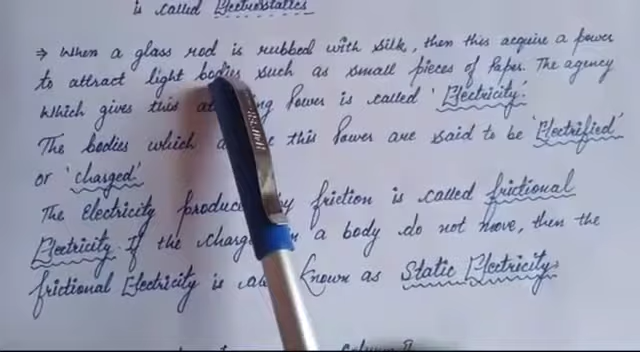 is called Electrostatics
⇒ When a glass rod is rubbed with silk, then this acquire a power
to attract light bodies such as small pieces of Paper. The agency
which gives this power is called 'Electricity'.
The bodies which this Power are said to be 'Electrified'
or 'charged'
The Electricity by friction is called frictional
Electricity. If the a body do not move, then the
frictional Electricity is known as Static Electricity.